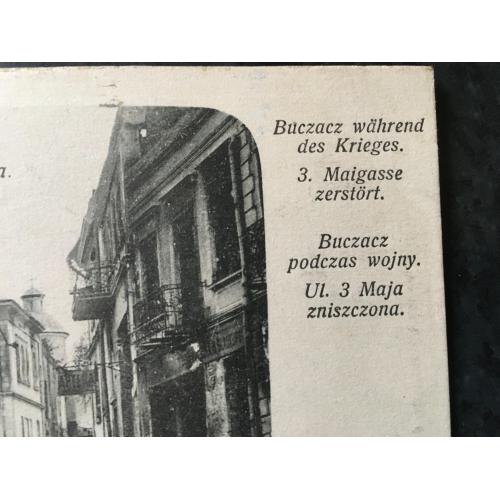 a.
Buczacz während
des Krieges.
3. Maigasse
zerstört.
Buczacz
podczas wojny.
Ul. 3 Maja
zniszczona.